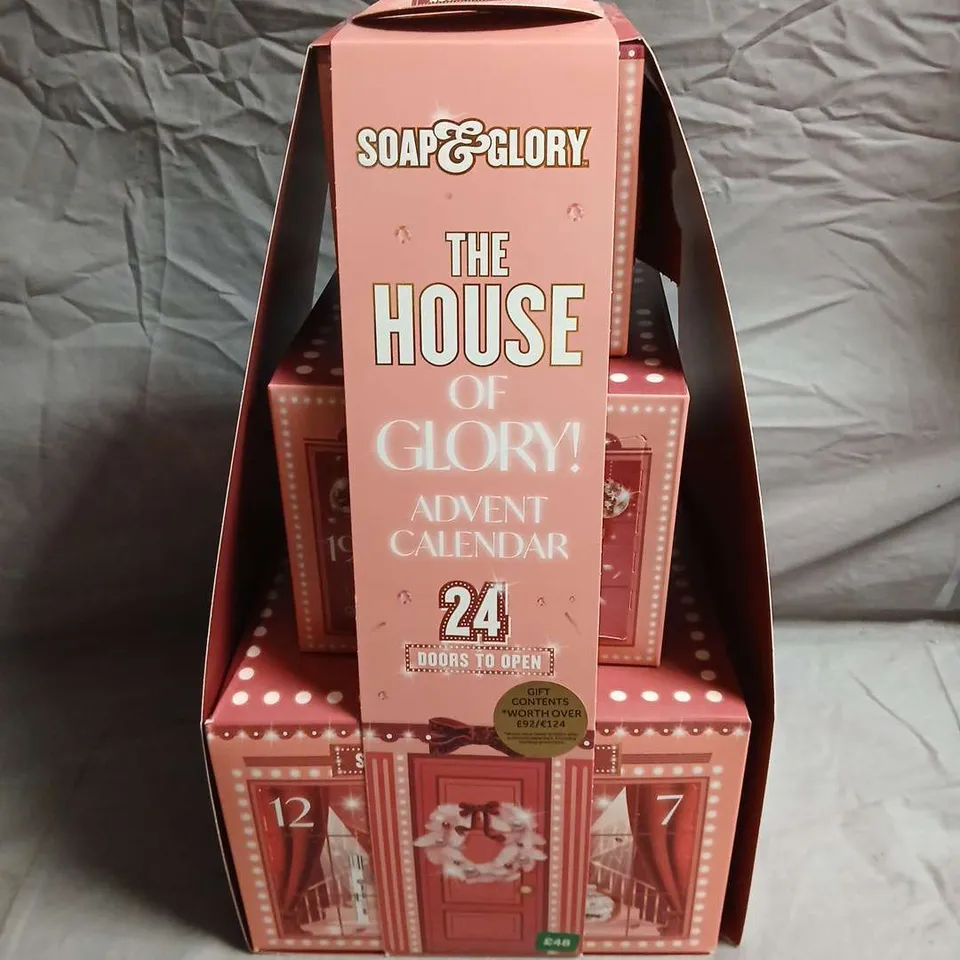 SOAP&GLORY.
THE
HOUSE
OF
GLORY!
ADVENT
CALENDAR
19
24
DOORS TO OPEN
GIFT
CONTENTS
*WORTH OVER
£92/€124
S
12
7
£48